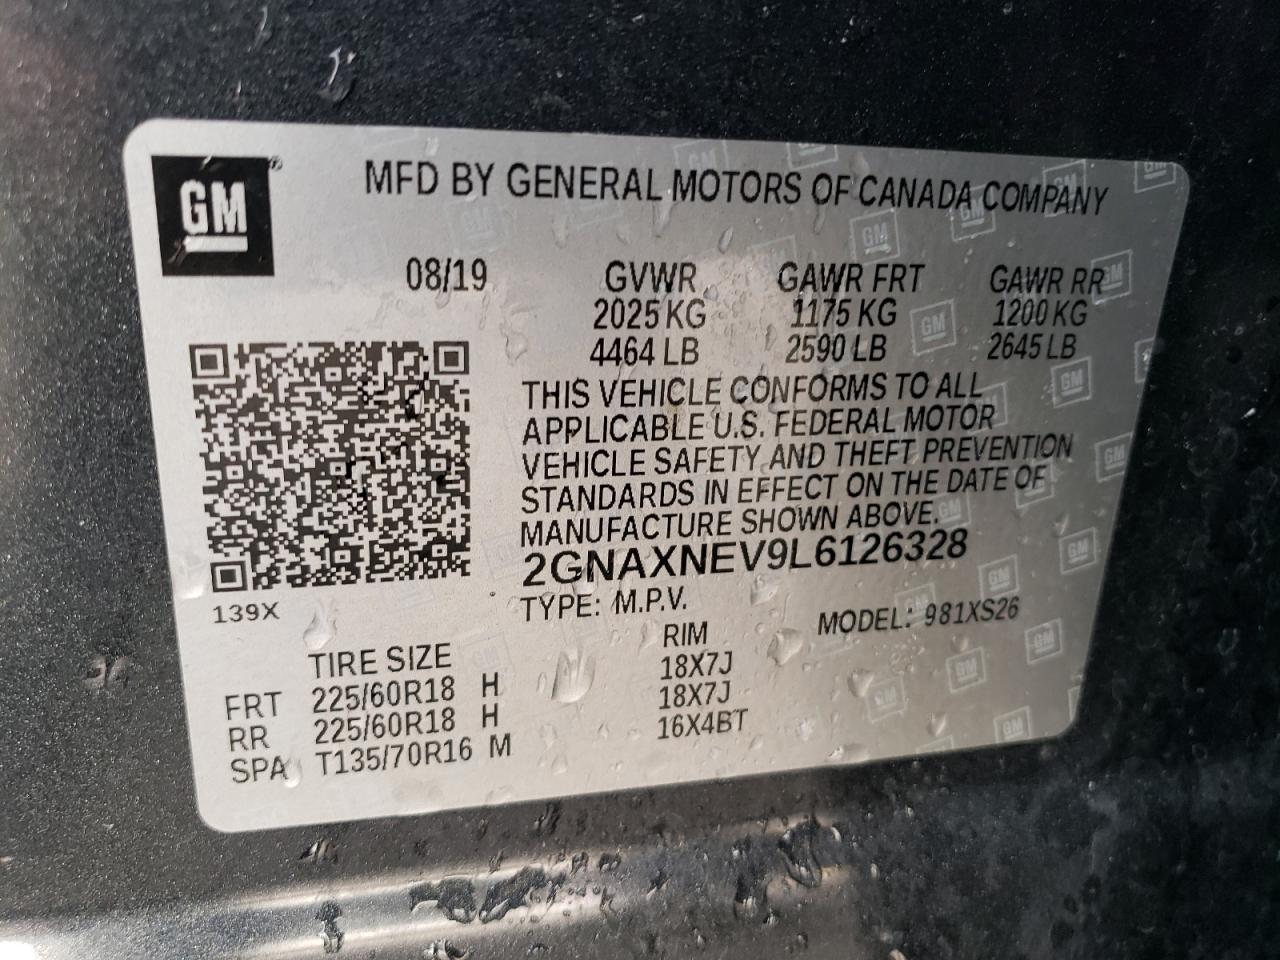 GM®
MFD BY GENERAL MOTORS OF CANADA COMPANY
08/19 GVWR GAWR FRT GAWR RR
2025 KG 1175 KG 1200 KG
4464 LB 2590 LB 2645 LB
THIS VEHICLE CONFORMS TO ALL
APPLICABLE U.S. FEDERAL MOTOR
VEHICLE SAFETY AND THEFT PREVENTION
STANDARDS IN EFFECT ON THE DATE OF
MANUFACTURE SHOWN ABOVE.
2GNAXNEV9L6126328
139X
TYPE: M.P.V. MODEL: 981XS26
TIRE SIZE RIM
FRT 225/60R18 H 18X7J
RR 225/60R18 H 18X7J
SPA T135/70R16 M 16X4BT